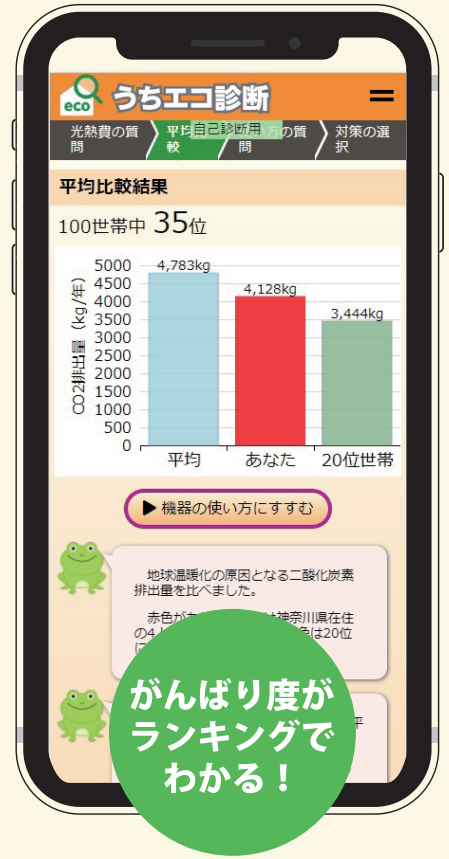 eco
うちエコ診断
光熱費の質問
平均比較
自己診断用
の質問
対策の選択
平均比較結果
100世帯中 35位
CO2排出量（kg/年）
5000
4500
4000
3500
3000
2500
2000
1500
1000
500
0
4,783kg
4,128kg
3,444kg
平均 あなた 20位世帯
▶機器の使い方にすすむ
地球温暖化の原因となる二酸化炭素
排出量を比べました。
赤色が
神奈川県在住
の4
は20位
がんばり度が
ランキングで
わかる！